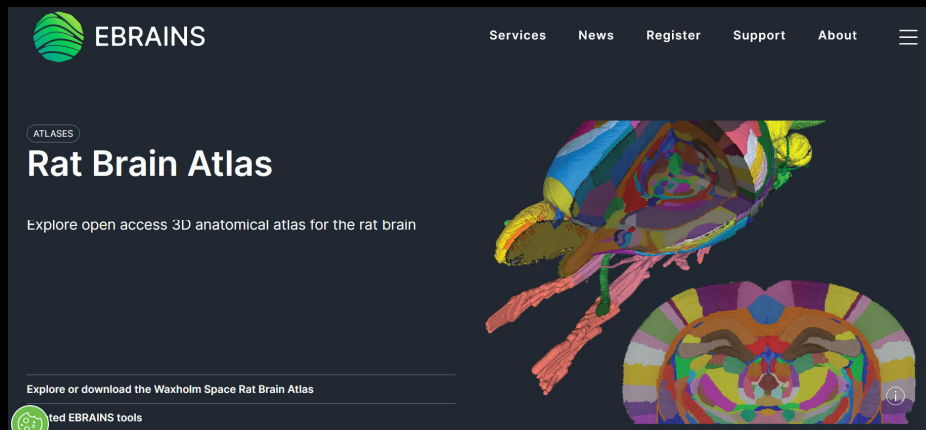 EBRAINS
Services News Register Support About
ATLASES
Rat Brain Atlas
Explore open access 3D anatomical atlas for the rat brain
Explore or download the Waxholm Space Rat Brain Atlas
EBRAINS tools